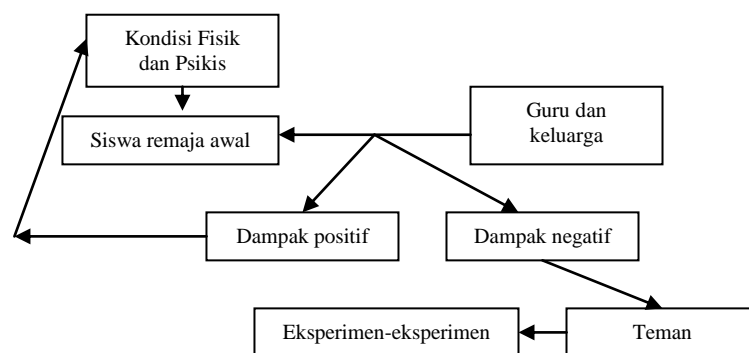 Kondisi Fisik
dan Psikis
Guru dan
keluarga
Siswa remaja awal
Dampak positif
Dampak negatif
Eksperimen-eksperimen
Teman